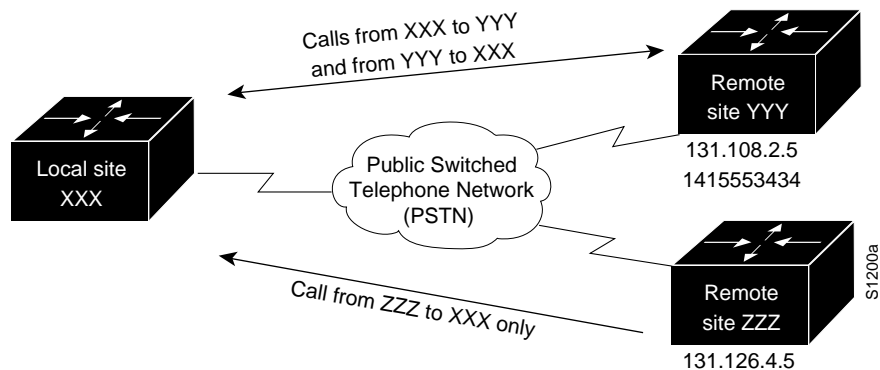 Calls from XXX to YYY
and from YYY to XXX
Remote
site YYY
131.108.2.5
1415553434
Local site
XXX
Public Switched
Telephone Network
(PSTN)
Call from ZZZ to XXX only
Remote
site ZZZ
131.126.4.5
S1200a